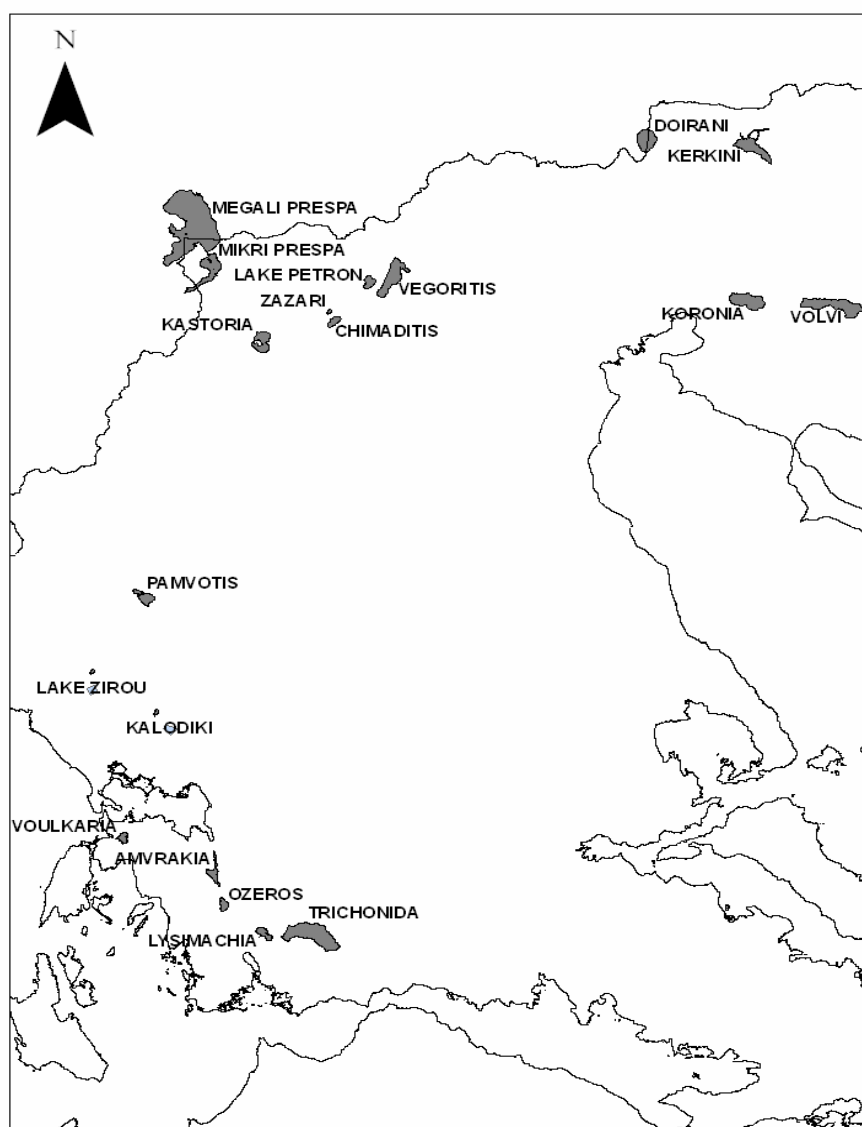 N
DOIRANI
KERKINI
MEGALI PRESPA
MIKRI PRESPA
LAKE PETRON
VEGORITIS
ZAZARI
KASTORIA
CHIMADITIS
KORONIA
VOLVI
PAMVOTIS
LAKE ZIROU
KALODIKI
VOULKARIA
AMVRAKIA
OZEROS
TRICHONIDA
LYSIMACHIA